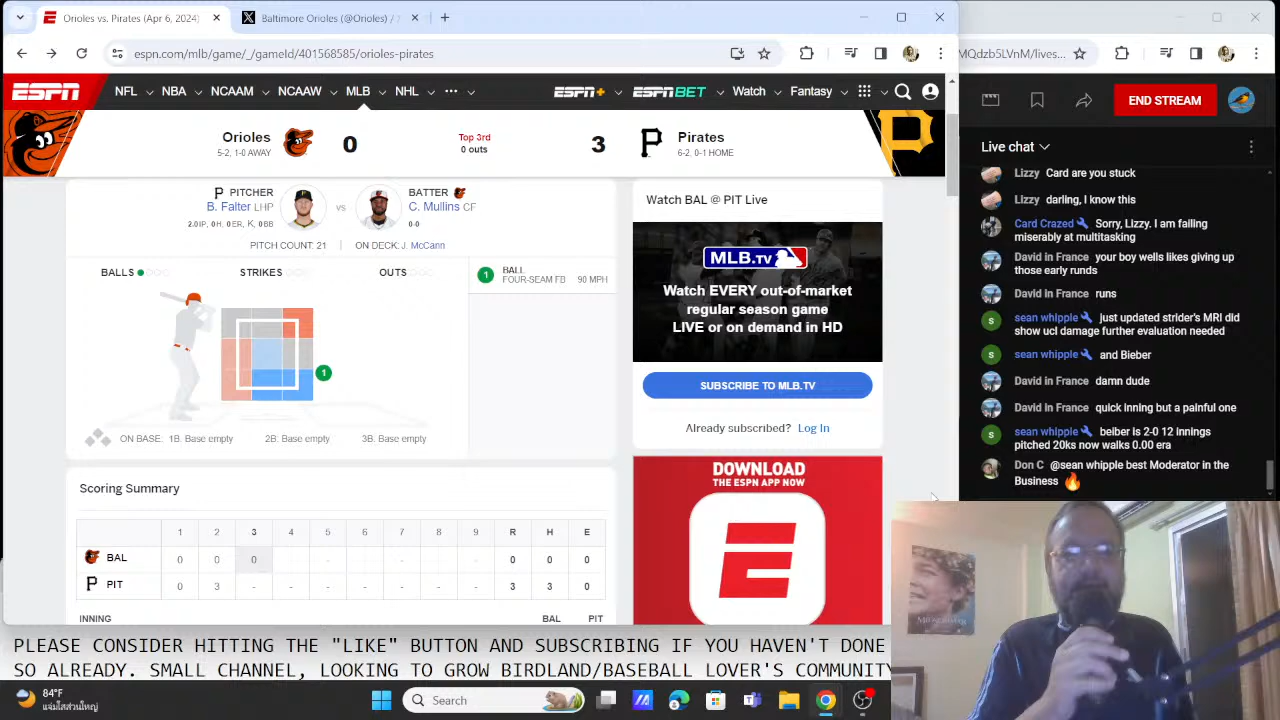 Orioles vs. Pirates (Apr 6, 2024)
Baltimore Orioles (@Orioles) /
espn.com/mlb/game/_/gameId/401568585/orioles-pirates
MQdzb5LVnM/lives...
ESPN
NFL
NBA
NCAAM
NCAAW
MLB
NHL
ESPN+
ESPN BET
Watch
Fantasy
END STREAM
Orioles
5-2, 1-0 AWAY
0
Top 3rd
0 outs
3
Pirates
6-2, 0-1 HOME
PITCHER
B. Falter LHP
2.0 IP, 0H, 0ER, K, 0BB
VS
BATTER
C. Mullins CF
0-0
PITCH COUNT: 21
ON DECK: J. McCann
BALLS
STRIKES
OUTS
1
BALL
FOUR-SEAM FB
90 MPH
1
ON BASE:
1B. Base empty
2B. Base empty
3B. Base empty
Watch BAL @ PIT Live
MLB.TV
Watch EVERY out-of-market
regular season game
LIVE or on demand in HD
SUBSCRIBE TO MLB.TV
Already subscribed? Log In
DOWNLOAD
THE ESPN APP NOW
Scoring Summary
1 2 3 4 5 6 7 8 9 R H E
BAL 0 0 0 - - - - - - 0 0 0
PIT 0 3 - - - - - - - 3 3 0
INNING BAL PIT
Live chat
Lizzy Card are you stuck
Lizzy darling, I know this
Card Crazed Sorry, Lizzy. I am failing
miserably at multitasking
David in France your boy wells likes giving up
those early runds
David in France runs
sean whipple just updated strider's MRI did
show ucl damage further evaluation needed
sean whipple and Bieber
David in France damn dude
David in France quick inning but a painful one
sean whipple beiber is 2-0 12 innings
pitched 20ks now walks 0.00 era
Don C @sean whipple best Moderator in the
Business 🔥
PLEASE CONSIDER HITTING THE "LIKE" BUTTON AND SUBSCRIBING IF YOU HAVEN'T DONE
SO ALREADY. SMALL CHANNEL, LOOKING TO GROW BIRDLAND/BASEBALL LOVER'S COMMUNITY
84°F
Search